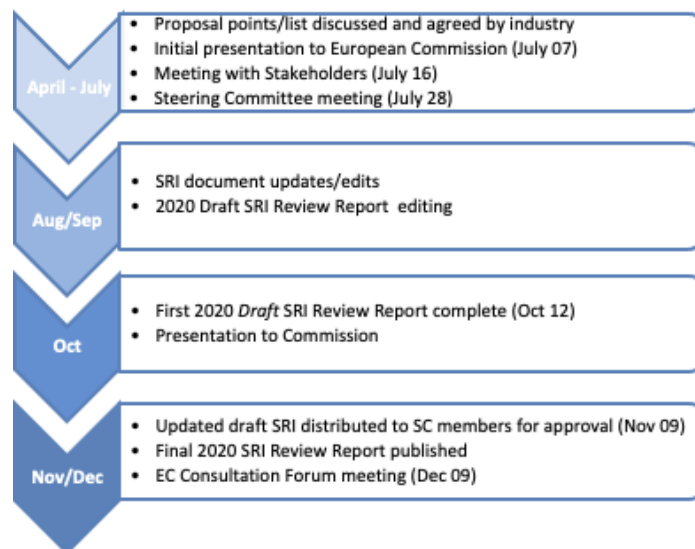 April - July
• Proposal points/list discussed and agreed by industry
• Initial presentation to European Commission (July 07)
• Meeting with Stakeholders (July 16)
• Steering Committee meeting (July 28)
Aug/Sep
• SRI document updates/edits
• 2020 Draft SRI Review Report editing
Oct
• First 2020 Draft SRI Review Report complete (Oct 12)
• Presentation to Commission
Nov/Dec
• Updated draft SRI distributed to SC members for approval (Nov 09)
• Final 2020 SRI Review Report published
• EC Consultation Forum meeting (Dec 09)